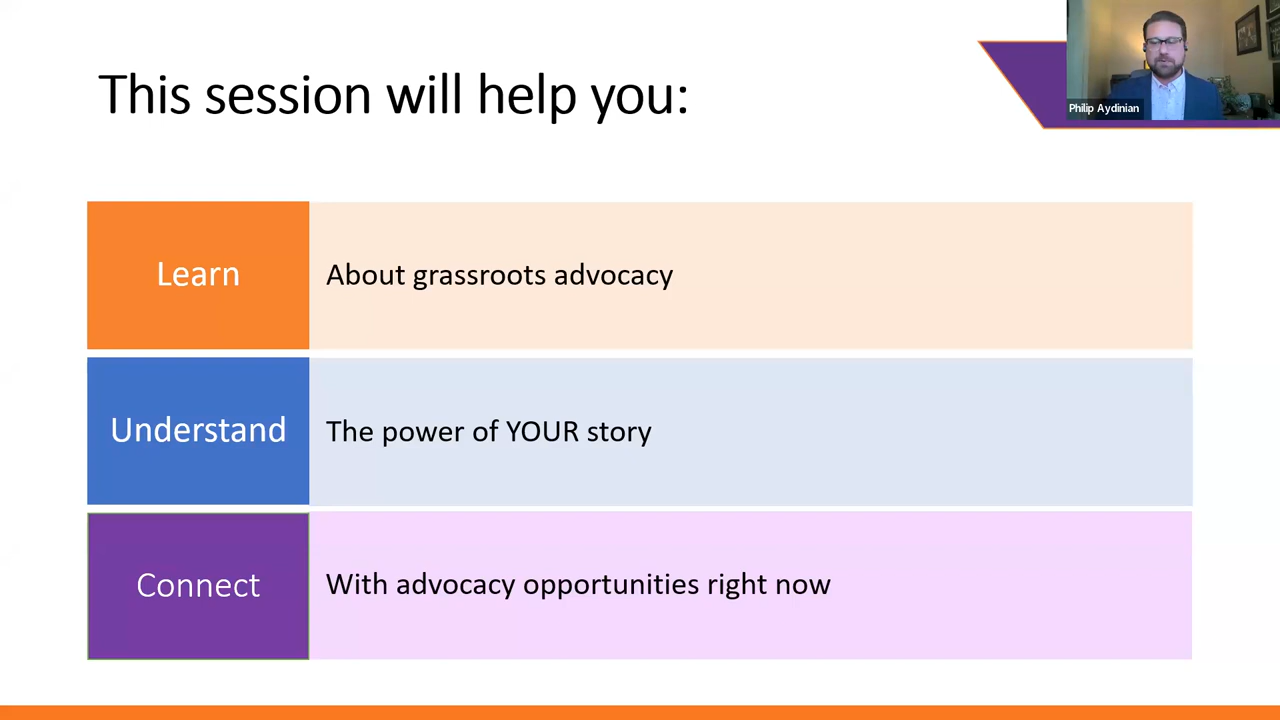 This session will help you:
Philip Aydinian
Learn
About grassroots advocacy
Understand
The power of YOUR story
Connect
With advocacy opportunities right now